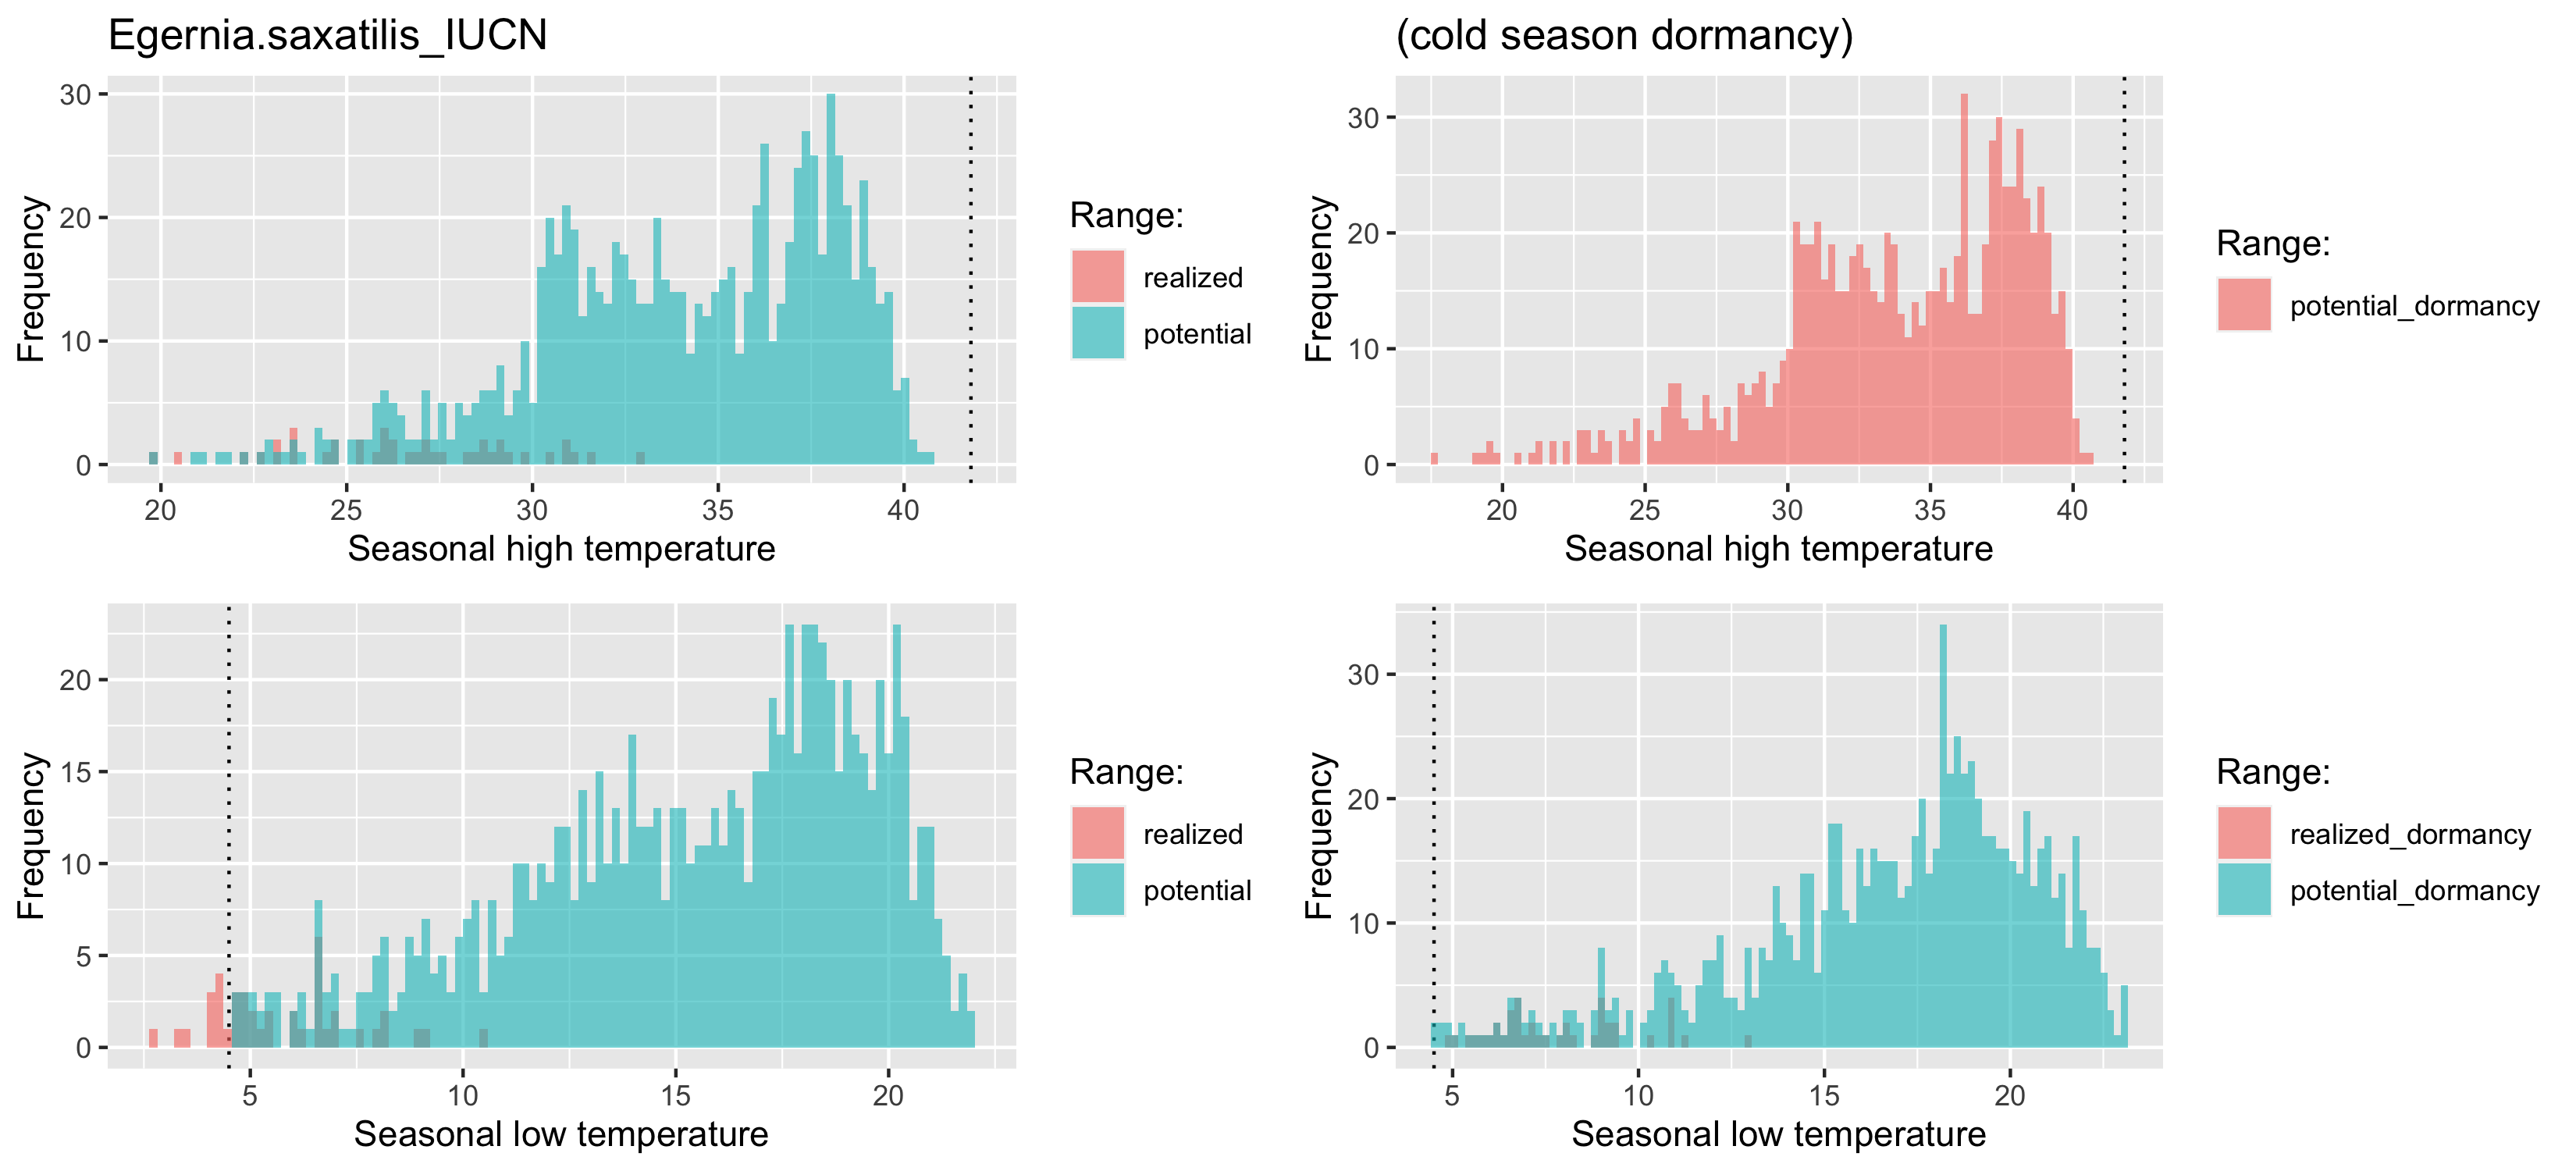 Egernia.saxatilis_IUCN
(cold season dormancy)
Frequency
30
20
10
0
20 25 30 35 40
Seasonal high temperature
Range:
realized
potential
Frequency
30
20
10
0
20 25 30 35 40
Seasonal high temperature
Range:
potential_dormancy
Frequency
20
15
10
5
0
5 10 15 20
Seasonal low temperature
Range:
realized
potential
Frequency
30
20
10
0
5 10 15 20
Seasonal low temperature
Range:
realized_dormancy
potential_dormancy